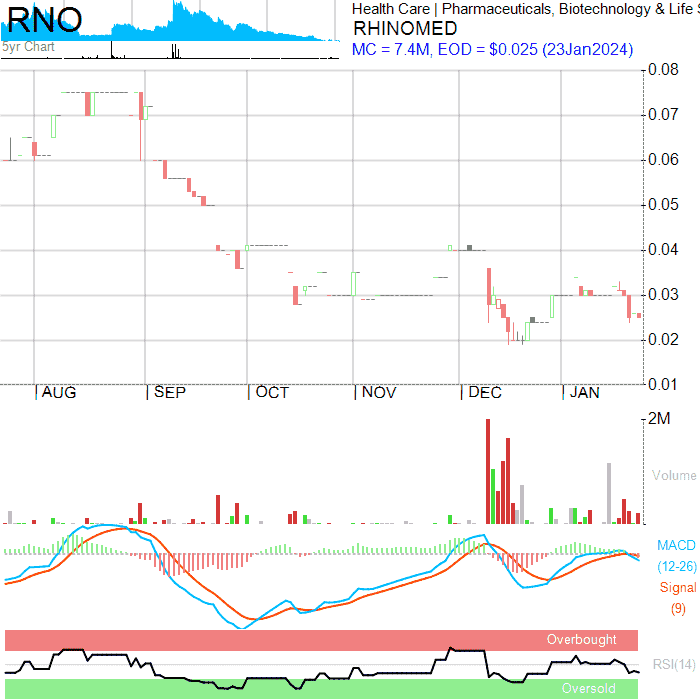 RNO
5yr Chart
Health Care | Pharmaceuticals, Biotechnology & Life S
RHINOMED
MC = 7.4M, EOD = $0.025 (23Jan2024)
0.08
0.07
0.06
0.05
0.04
0.03
0.02
0.01
AUG SEP OCT NOV DEC JAN
2M
Volume
MACD
(12-26)
Signal
(9)
Overbought
RSI(14)
Oversold